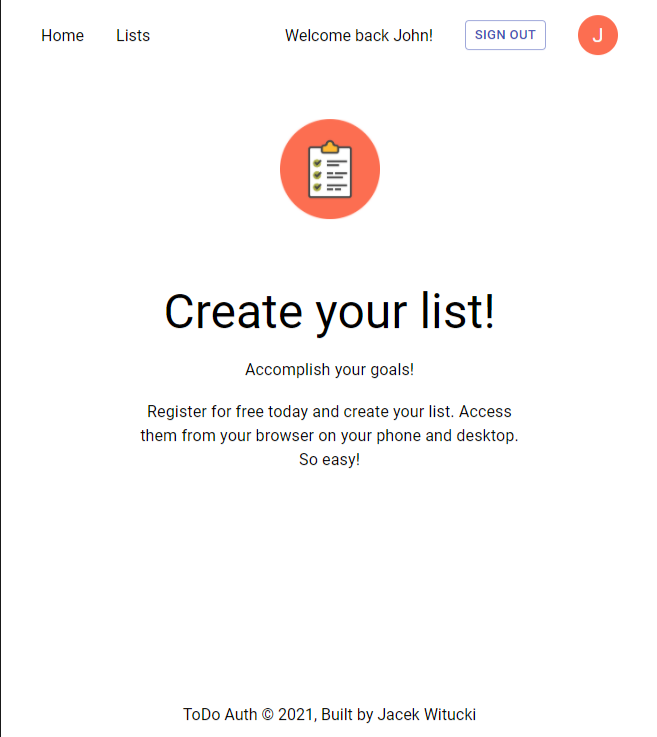 Home Lists Welcome back John! SIGN OUT J
Create your list!
Accomplish your goals!
Register for free today and create your list. Access
them from your browser on your phone and desktop.
So easy!
ToDo Auth © 2021, Built by Jacek Witucki